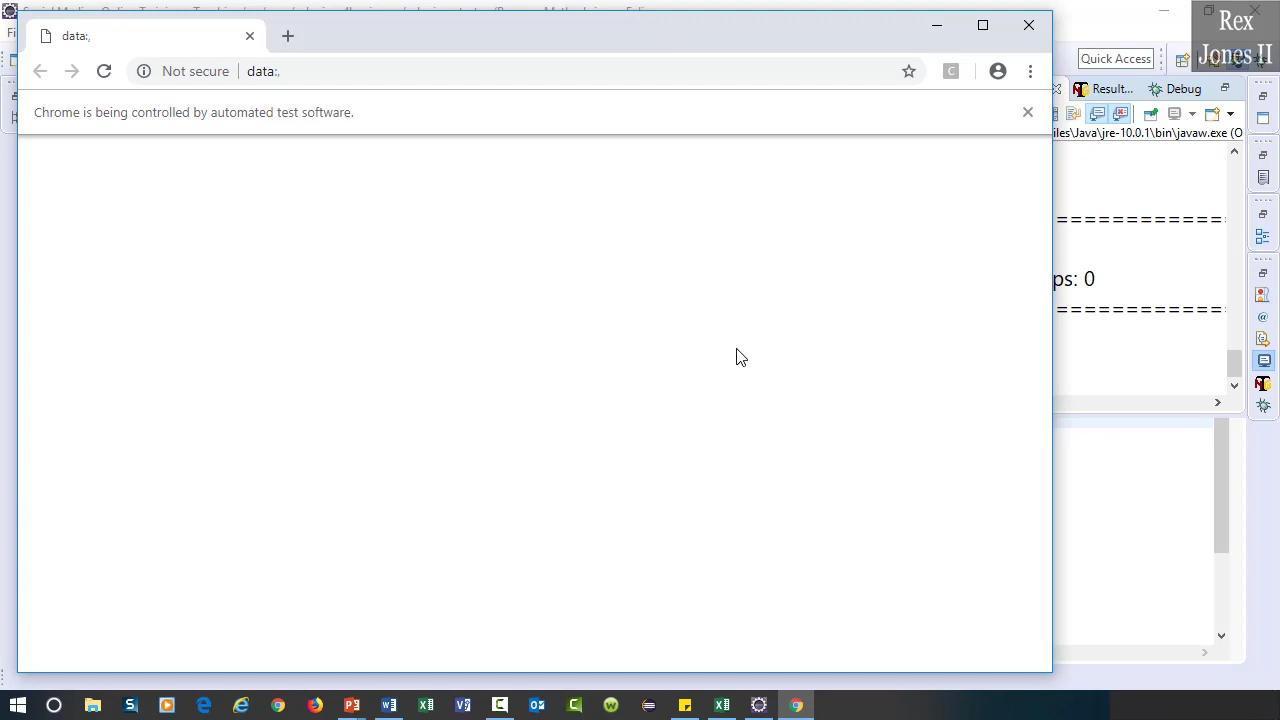 Rex
Jones II
data:,
Not secure
data:,
Chrome is being controlled by automated test software.
Quick Access
Result...
Debug
iles\Java\jre-10.0.1\bin\javaw.exe (O
=============
ps: 0
=============